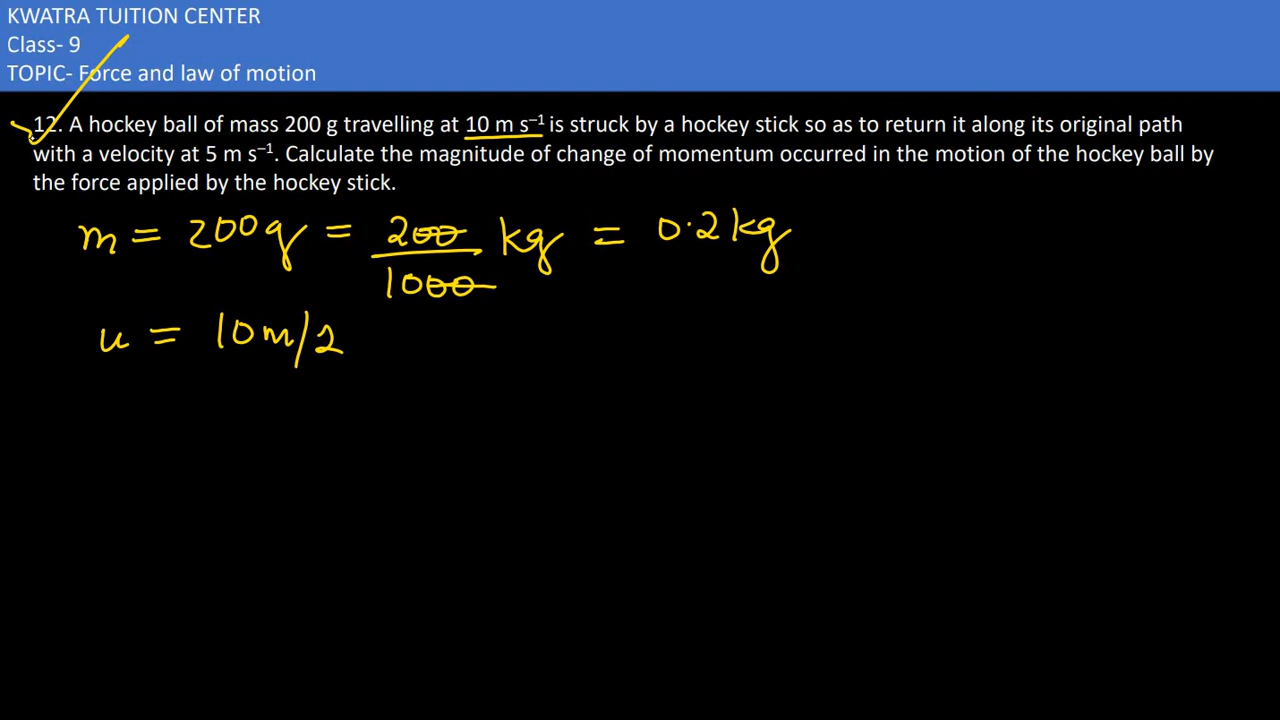 KWATRA TUITION CENTER
Class- 9
TOPIC- Force and law of motion
12. A hockey ball of mass 200 g travelling at 10 m s⁻¹ is struck by a hockey stick so as to return it along its original path
with a velocity at 5 m s⁻¹. Calculate the magnitude of change of momentum occurred in the motion of the hockey ball by
the force applied by the hockey stick.
m = 200g = 200/1000 kg = 0.2kg
u = 10m/s